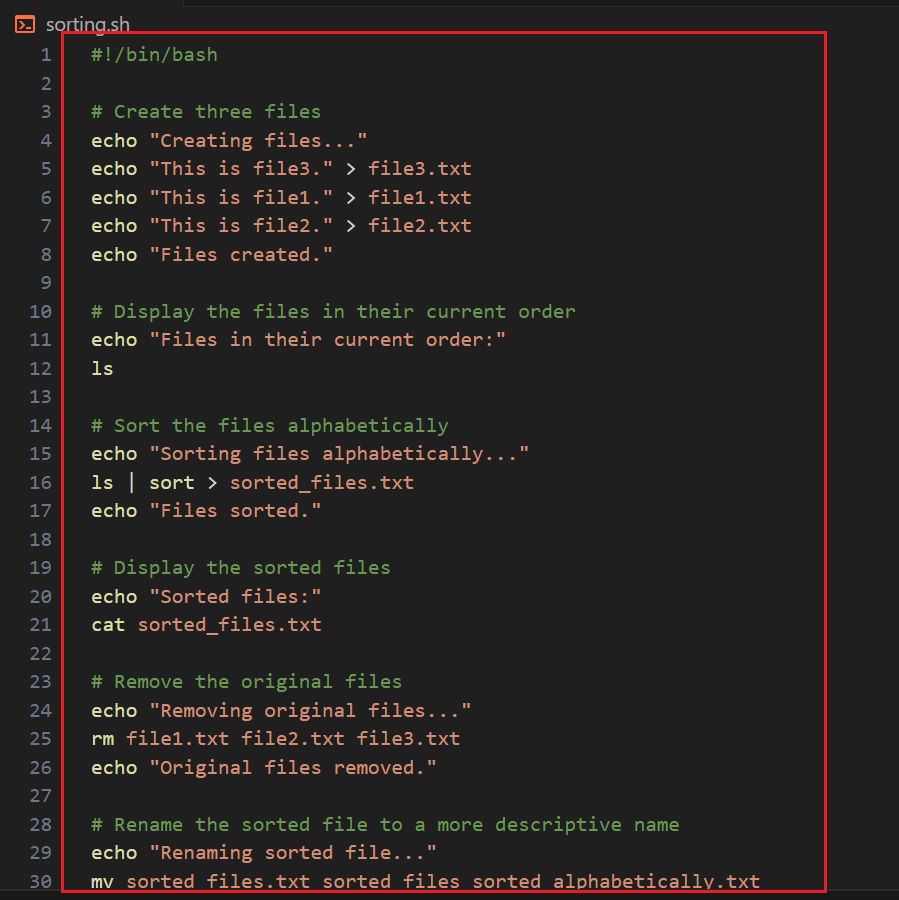 sorting.sh
1 #!/bin/bash
2
3 # Create three files
4 echo "Creating files..."
5 echo "This is file3." > file3.txt
6 echo "This is file1." > file1.txt
7 echo "This is file2." > file2.txt
8 echo "Files created."
9
10 # Display the files in their current order
11 echo "Files in their current order:"
12 ls
13
14 # Sort the files alphabetically
15 echo "Sorting files alphabetically..."
16 ls | sort > sorted_files.txt
17 echo "Files sorted."
18
19 # Display the sorted files
20 echo "Sorted files:"
21 cat sorted_files.txt
22
23 # Remove the original files
24 echo "Removing original files..."
25 rm file1.txt file2.txt file3.txt
26 echo "Original files removed."
27
28 # Rename the sorted file to a more descriptive name
29 echo "Renaming sorted file..."
30 mv sorted_files.txt sorted_files_sorted_alphabetically.txt